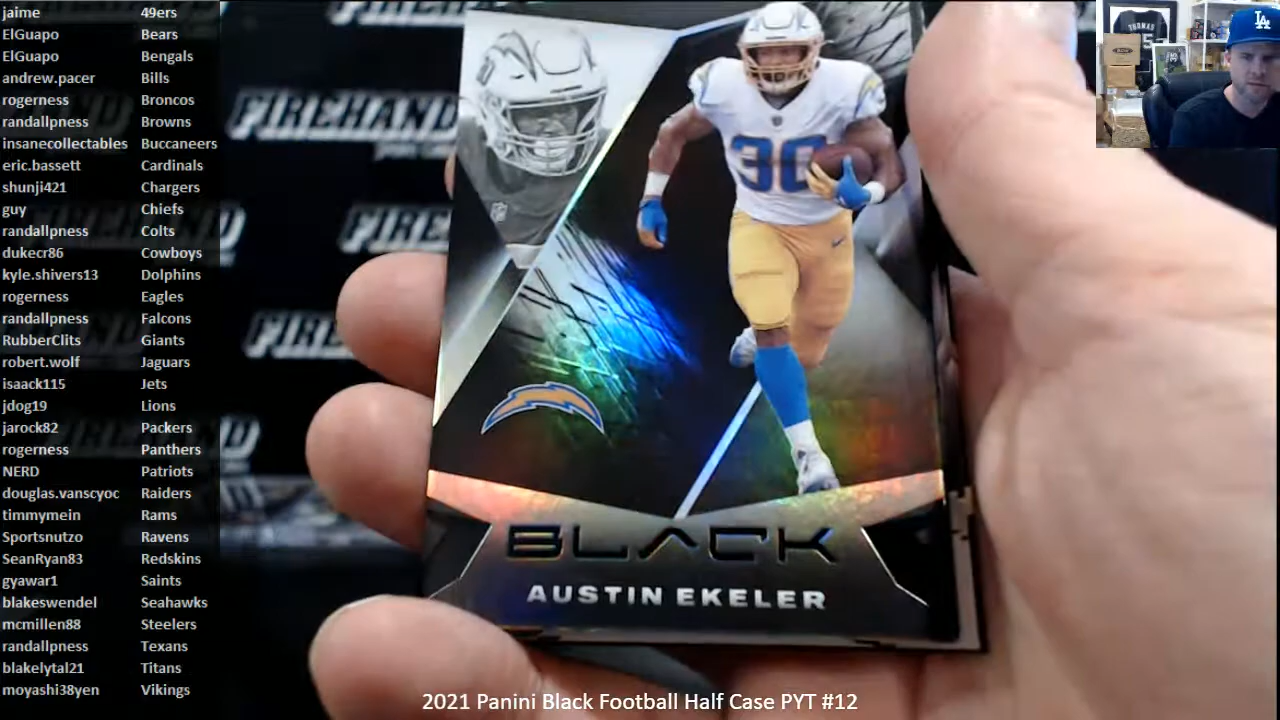 jaime 49ers
ElGuapo Bears
ElGuapo Bengals
andrew.pacer Bills
rogerness Broncos
randallpness Browns
insanecollectables Buccaneers
eric.bassett Cardinals
shunji421 Chargers
guy Chiefs
randallpness Colts
dukecr86 Cowboys
kyle.shivers13 Dolphins
rogerness Eagles
randallpness Falcons
RubberClits Giants
robert.wolf Jaguars
isaack115 Jets
jdog19 Lions
jarock82 Packers
rogerness Panthers
NERD Patriots
douglas.vanscyoc Raiders
timmymein Rams
Sportsnutzo Ravens
SeanRyan83 Redskins
gyawar1 Saints
blakeswendel Seahawks
mcmillen88 Steelers
randallpness Texans
blakelytal21 Titans
moyashi38yen Vikings
FIREHAND
30
BLACK
AUSTIN EKELER
THOMAS
LA
2021 Panini Black Football Half Case PYT #12